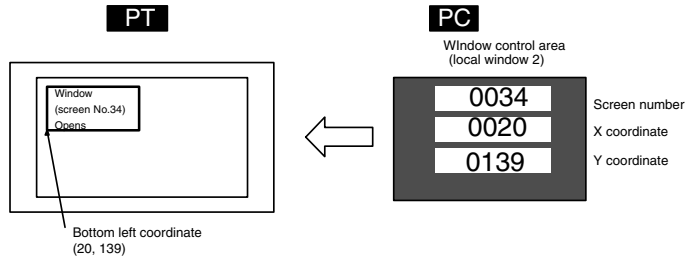 PT
PC
WIndow control area
(local window 2)
Window
(screen No.34)
Opens
0034
Screen number
0020
X coordinate
0139
Y coordinate
Bottom left coordinate
(20, 139)